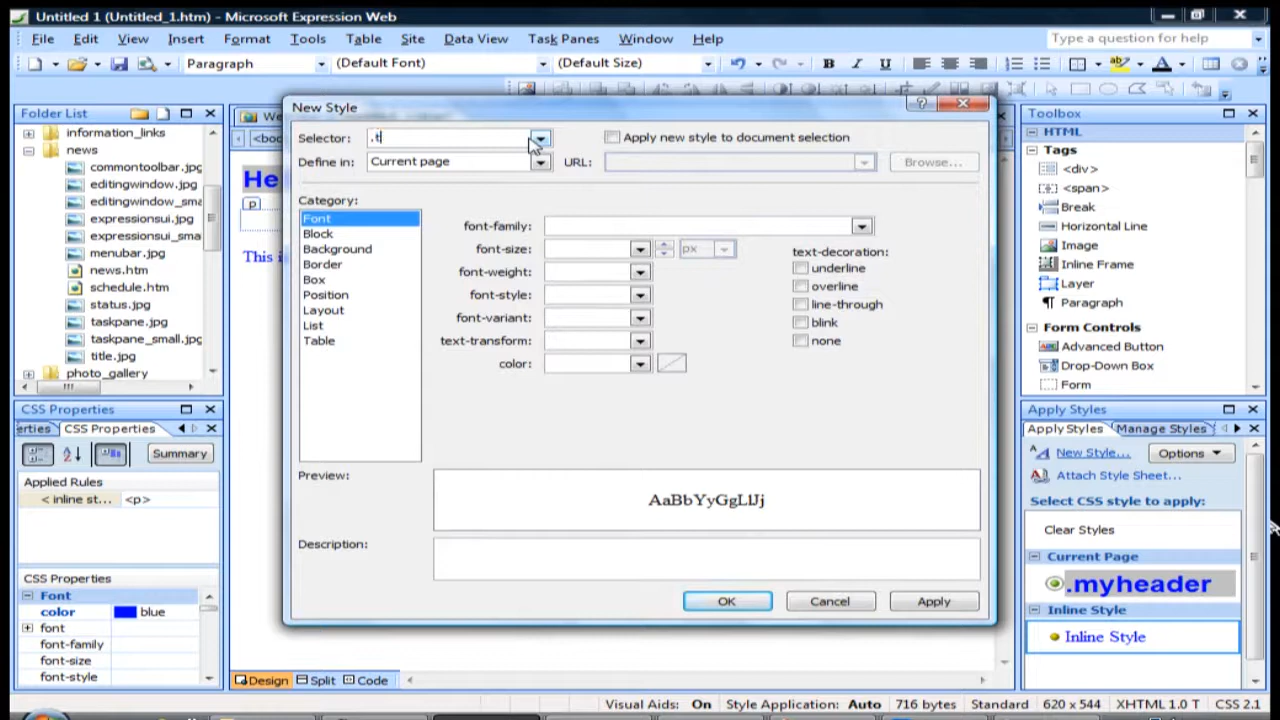 Untitled 1 (Untitled_1.htm) - Microsoft Expression Web
File Edit View Insert Format Tools Table Site Data View Task Panes Window Help
Type a question for help
Paragraph (Default Font) (Default Size) B I U
Folder List
information_links
news
commontoolbar.jpg
editingwindow.jpg
editingwindow_sma
expressionsui.jpg
expressionsui_sma
menubar.jpg
news.htm
schedule.htm
status.jpg
taskpane.jpg
taskpane_small.jpg
title.jpg
photo_gallery
We
<boc
He
p
This i
New Style
Selector: .t
Apply new style to document selection
Define in: Current page
URL:
Browse...
Category:
Font
Block
Background
Border
Box
Position
Layout
List
Table
font-family:
font-size:
px
font-weight:
font-style:
font-variant:
text-transform:
color:
text-decoration:
underline
overline
line-through
blink
none
Preview:
AaBbYyGgLlJj
Description:
OK Cancel Apply
Toolbox
HTML
Tags
<div>
<span>
Break
Horizontal Line
Image
Inline Frame
Layer
Paragraph
Form Controls
Advanced Button
Drop-Down Box
Form
CSS Properties
erties CSS Properties
Summary
Applied Rules
< inline st... <p>
CSS Properties
Font
color blue
font
font-family
font-size
font-style
Apply Styles
Apply Styles Manage Styles
New Style...
Options
Attach Style Sheet...
Select CSS style to apply:
Clear Styles
Current Page
.myheader
Inline Style
Inline Style
Design Split Code
Visual Aids: On Style Application: Auto 716 bytes Standard 620 x 544 XHTML 1.0 T CSS 2.1